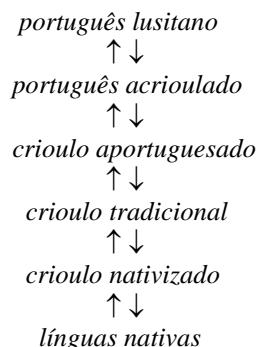 português lusitano
↑ ↓
português acrioulado
↑ ↓
crioulo aportuguesado
↑ ↓
crioulo tradicional
↑ ↓
crioulo nativizado
↑ ↓
línguas nativas